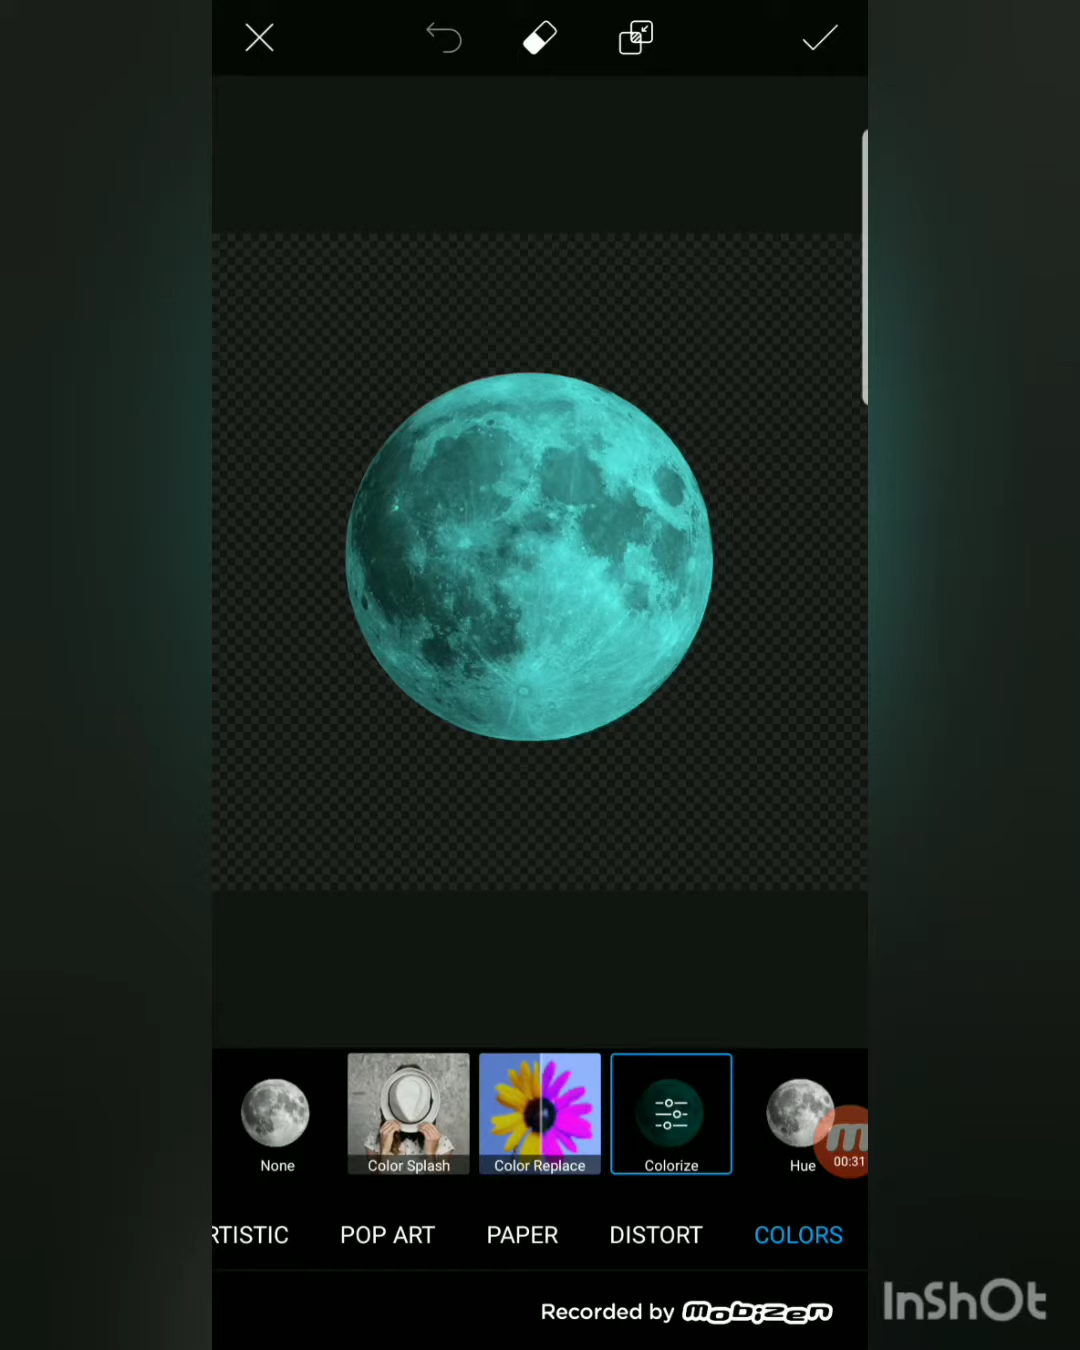 None
Color Splash
Color Replace
Colorize
Hue
00:31
RTISTIC
POP ART
PAPER
DISTORT
COLORS
Recorded by Mobizen
InShOt